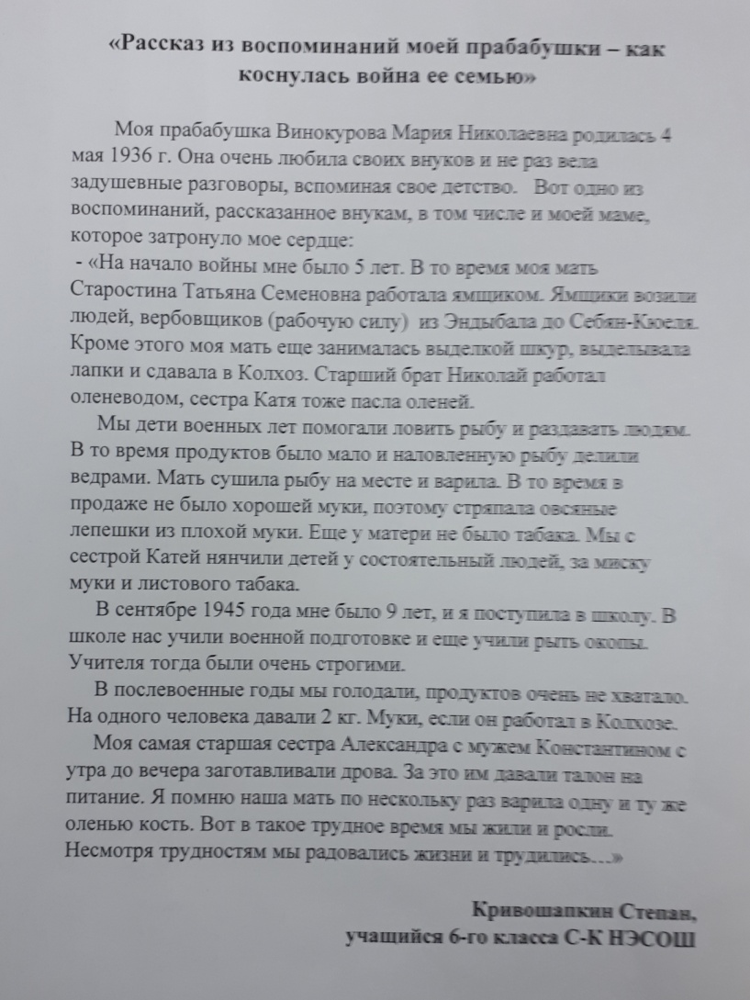 «Рассказ из воспоминаний моей прабабушки – как
коснулась война ее семью»
Моя прабабушка Винокурова Мария Николаевна родилась 4
мая 1936 г. Она очень любила своих внуков и не раз вела
задушевные разговоры, вспоминая свое детство. Вот одно из
воспоминаний, рассказанное внукам, в том числе и моей маме,
которое затронуло мое сердце:
- «На начало войны мне было 5 лет. В то время моя мать
Старостина Татьяна Семеновна работала ямщиком. Ямщики возили
людей, вербовщиков (рабочую силу) из Эндыбала до Себян-Кюеля.
Кроме этого моя мать еще занималась выделкой шкур, выделывала
лапки и сдавала в Колхоз. Старший брат Николай работал
оленеводом, сестра Катя тоже пасла оленей.
Мы дети военных лет помогали ловить рыбу и раздавать людям.
В то время продуктов было мало и наловленную рыбу делили
ведрами. Мать сушила рыбу на месте и варила. В то время в
продаже не было хорошей муки, поэтому стряпала овсяные
лепешки из плохой муки. Еще у матери не было табака. Мы с
сестрой Катей нянчили детей у состоятельный людей, за миску
муки и листового табака.
В сентябре 1945 года мне было 9 лет, и я поступила в школу. В
школе нас учили военной подготовке и еще учили рыть окопы.
Учителя тогда были очень строгими.
В послевоенные годы мы голодали, продуктов очень не хватало.
На одного человека давали 2 кг. Муки, если он работал в Колхозе.
Моя самая старшая сестра Александра с мужем Константином с
утра до вечера заготавливали дрова. За это им давали талон на
питание. Я помню наша мать по нескольку раз варила одну и ту же
оленью кость. Вот в такое трудное время мы жили и росли.
Несмотря трудностям мы радовались жизни и трудились…»
Кривошапкин Степан,
учащийся 6-го класса С-К НЭСОШ